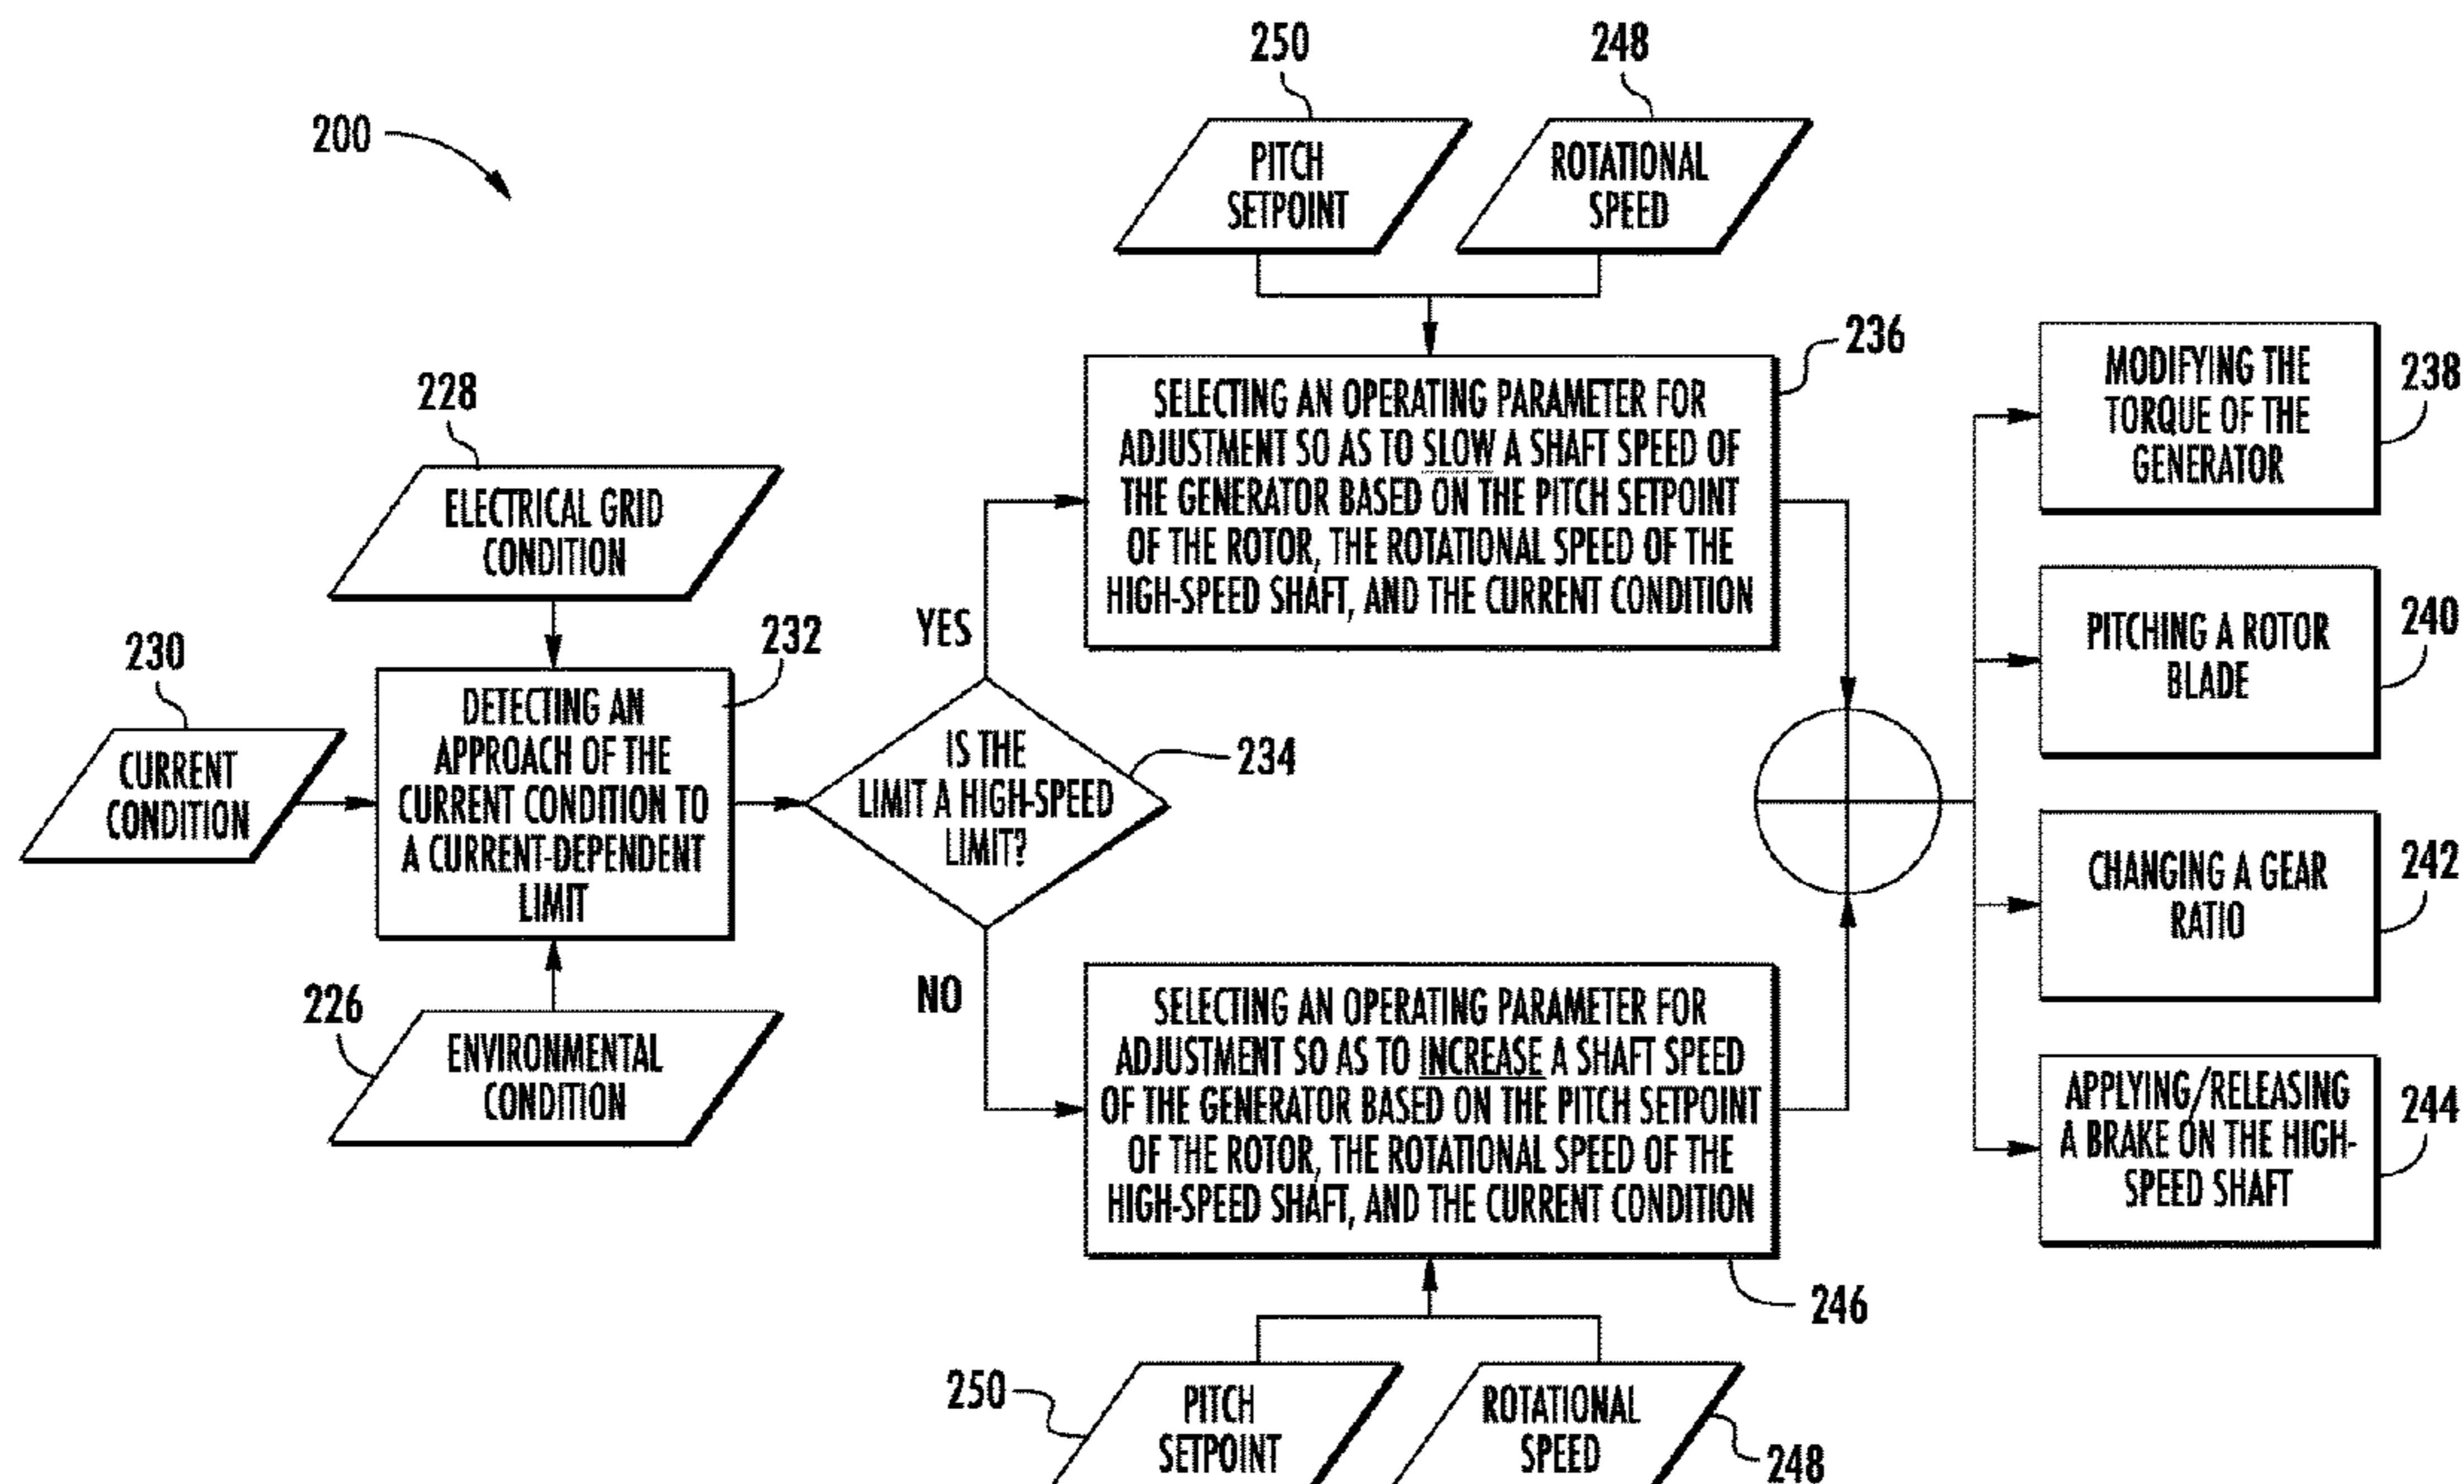 200
250
248
PITCH
SETPOINT
ROTATIONAL
SPEED
228
ELECTRICAL GRID
CONDITION
230
CURRENT
CONDITION
232
DETECTING AN
APPROACH OF THE
CURRENT CONDITION TO
A CURRENT-DEPENDENT
LIMIT
226
ENVIRONMENTAL
CONDITION
IS THE
LIMIT A HIGH-SPEED
LIMIT?
234
YES
236
SELECTING AN OPERATING PARAMETER FOR
ADJUSTMENT SO AS TO SLOW A SHAFT SPEED OF
THE GENERATOR BASED ON THE PITCH SETPOINT
OF THE ROTOR, THE ROTATIONAL SPEED OF THE
HIGH-SPEED SHAFT, AND THE CURRENT CONDITION
NO
SELECTING AN OPERATING PARAMETER FOR
ADJUSTMENT SO AS TO INCREASE A SHAFT SPEED
OF THE GENERATOR BASED ON THE PITCH SETPOINT
OF THE ROTOR, THE ROTATIONAL SPEED OF THE
HIGH-SPEED SHAFT, AND THE CURRENT CONDITION
246
250
PITCH
SETPOINT
ROTATIONAL
SPEED
248
MODIFYING THE
TORQUE OF THE
GENERATOR
238
PITCHING A ROTOR
BLADE
240
CHANGING A GEAR
RATIO
242
APPLYING/RELEASING
A BRAKE ON THE HIGH-
SPEED SHAFT
244